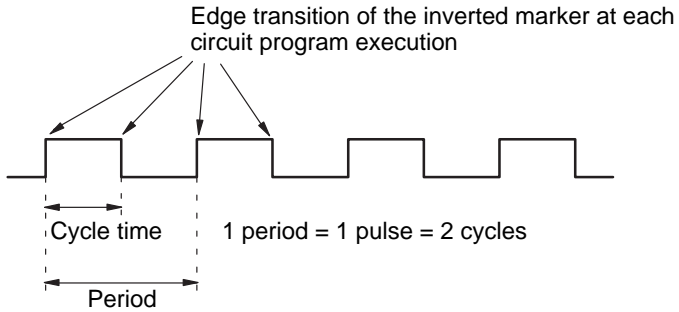 Edge transition of the inverted marker at each
circuit program execution
Cycle time
1 period = 1 pulse = 2 cycles
Period